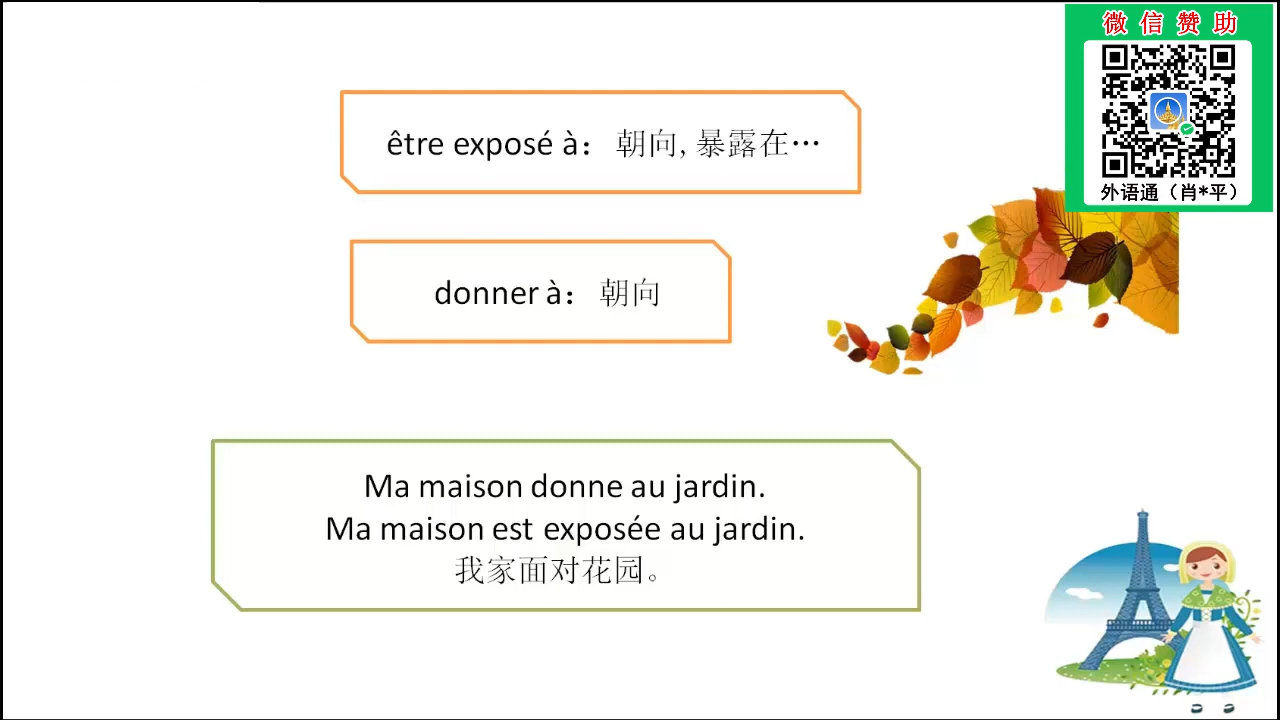 微信赞助
外语通（肖*平）
être exposé à： 朝向, 暴露在…
donner à： 朝向
Ma maison donne au jardin.
Ma maison est exposée au jardin.
我家面对花园。